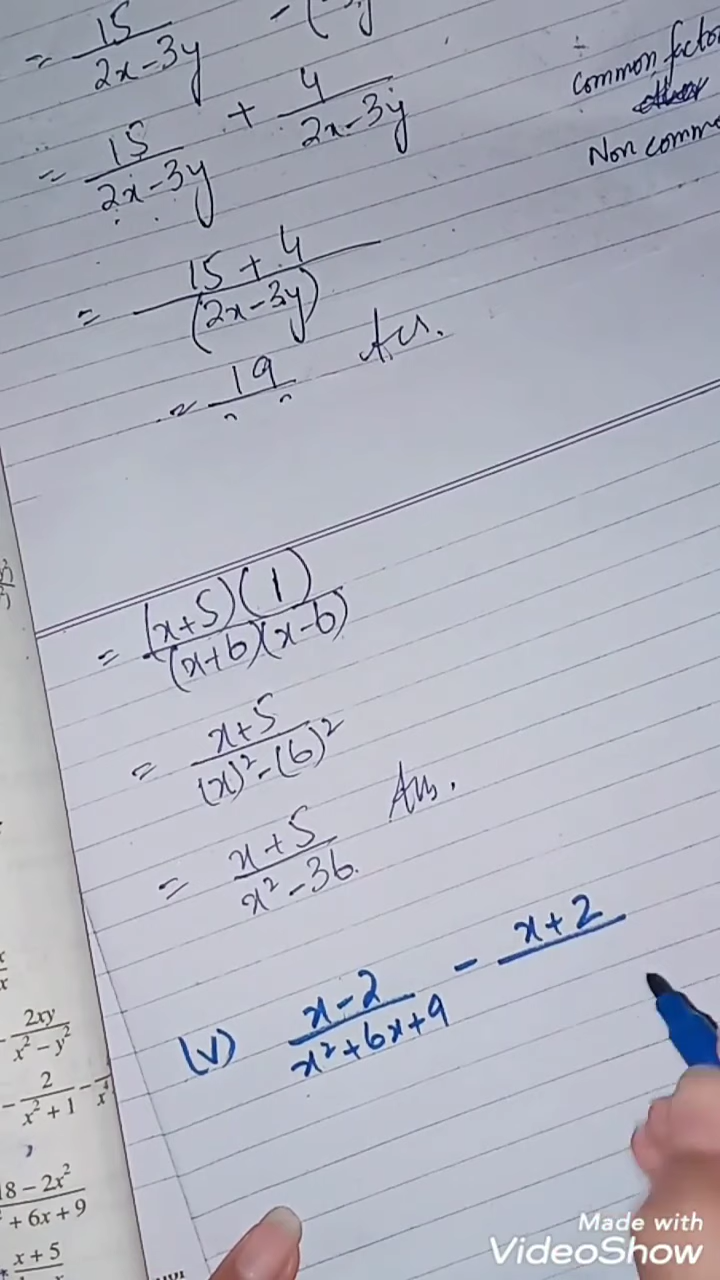 = 15/(2x-3y) - (
= 15/(2x-3y) + 4/(2x-3y)
Common factor
Non commo
= (15+4)/(2x-3y)
= 19 Ans.
= (x+5)(1)/(x+6)(x-6)
= x+5/(x)²-(6)²
= x+5/x²-36. Ans.
(V) x-2/x²+6x+9 - x+2
2xy/x²-y²
- 2/x²+1 -
18-2x²/+6x+9
x+5
Made with
VideoShow